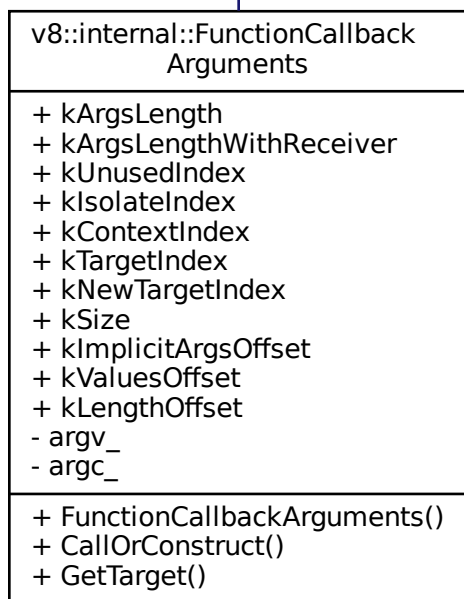 v8::internal::FunctionCallback
Arguments
+ kArgsLength
+ kArgsLengthWithReceiver
+ kUnusedIndex
+ kIsolateIndex
+ kContextIndex
+ kTargetIndex
+ kNewTargetIndex
+ kSize
+ kImplicitArgsOffset
+ kValuesOffset
+ kLengthOffset
- argv_
- argc_
+ FunctionCallbackArguments()
+ CallOrConstruct()
+ GetTarget()